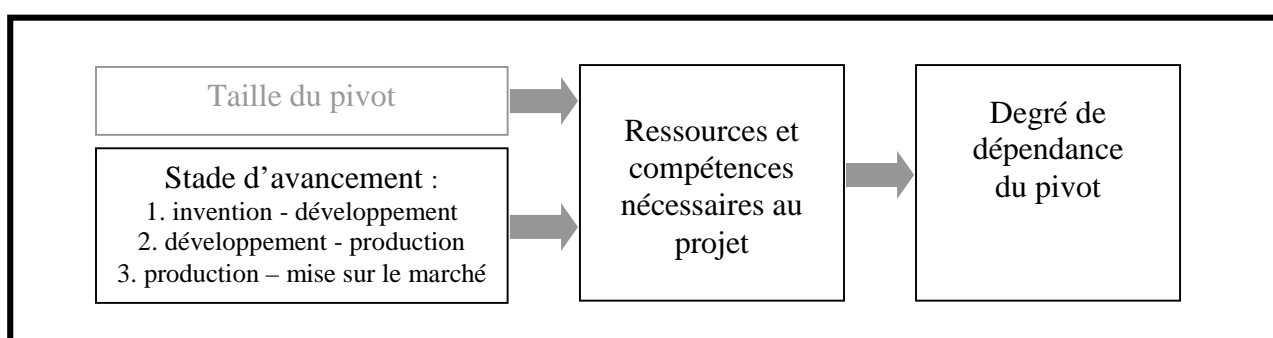 Taille du pivot
Stade d’avancement :
1. invention - développement
2. développement - production
3. production – mise sur le marché
Ressources et
compétences
nécessaires au
projet
Degré de
dépendance
du pivot